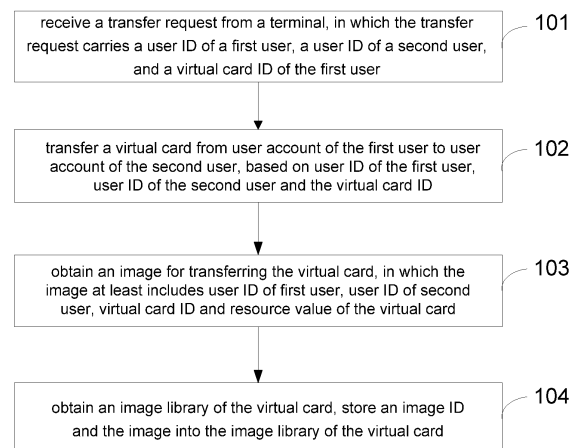 receive a transfer request from a terminal, in which the transfer
request carries a user ID of a first user, a user ID of a second user,
and a virtual card ID of the first user
101
transfer a virtual card from user account of the first user to user
account of the second user, based on user ID of the first user,
user ID of the second user and the virtual card ID
102
obtain an image for transferring the virtual card, in which the
image at least includes user ID of first user, user ID of second
user, virtual card ID and resource value of the virtual card
103
obtain an image library of the virtual card, store an image ID
and the image into the image library of the virtual card
104